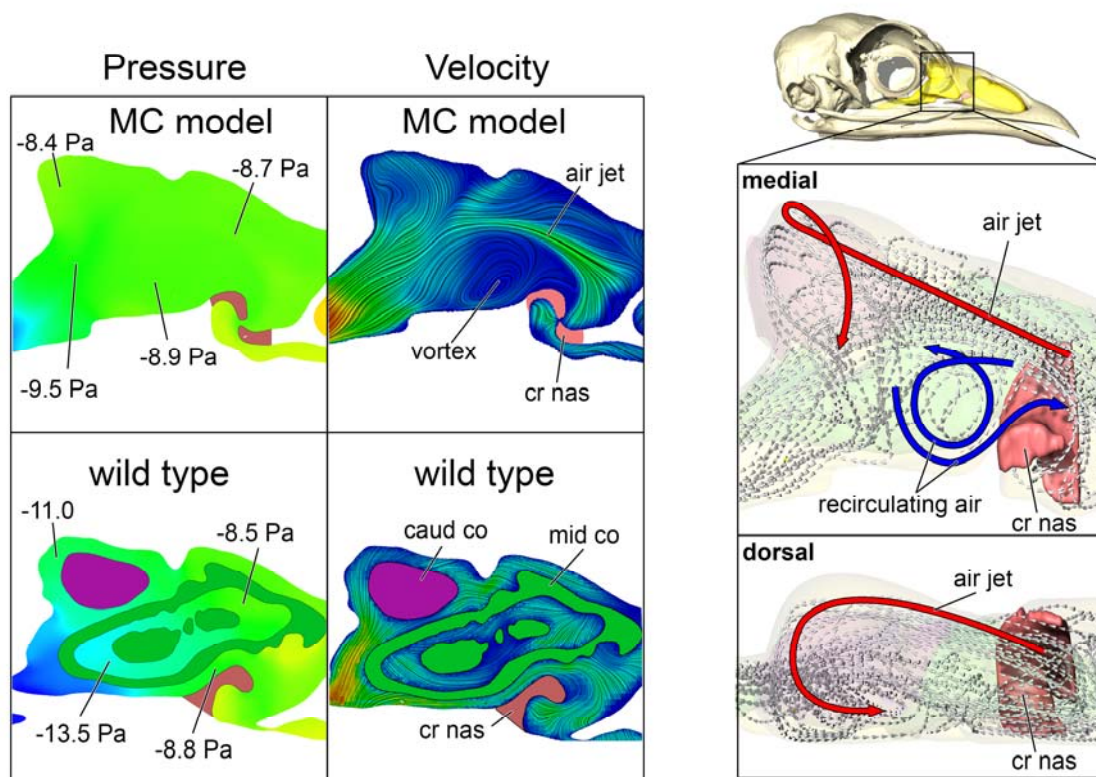 Pressure
Velocity
MC model
-8.4 Pa
-8.7 Pa
-9.5 Pa
-8.9 Pa
MC model
air jet
vortex
cr nas
wild type
-11.0
-8.5 Pa
-13.5 Pa
-8.8 Pa
wild type
caud co
mid co
cr nas
medial
air jet
recirculating air
cr nas
dorsal
air jet
cr nas